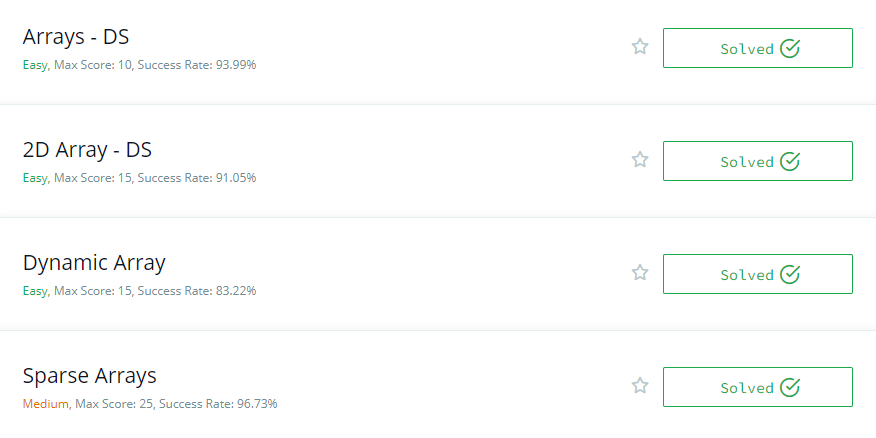 Arrays - DS
Easy, Max Score: 10, Success Rate: 93.99%
Solved
2D Array - DS
Easy, Max Score: 15, Success Rate: 91.05%
Solved
Dynamic Array
Easy, Max Score: 15, Success Rate: 83.22%
Solved
Sparse Arrays
Medium, Max Score: 25, Success Rate: 96.73%
Solved